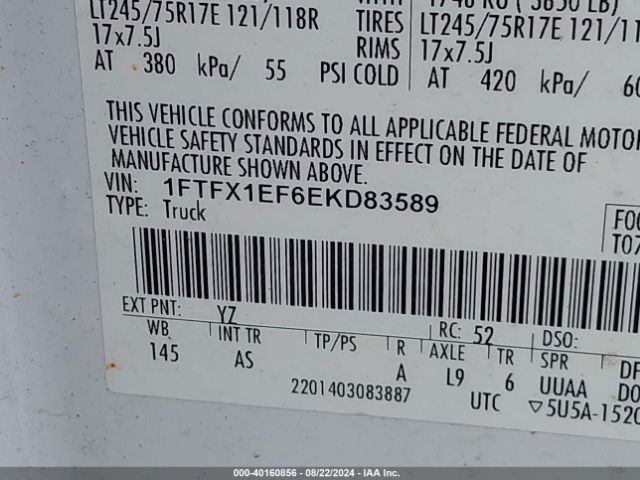 LT245/75R17E 121/118R TIRES LT245/75R17E 121/11
17x7.5J RIMS 17x7.5J
AT 380 kPa/ 55 PSI COLD AT 420 kPa/ 60
THIS VEHICLE CONFORMS TO ALL APPLICABLE FEDERAL MOTOR
VEHICLE SAFETY STANDARDS IN EFFECT ON THE DATE OF
MANUFACTURE SHOWN ABOVE.
VIN: 1FTFX1EF6EKD83589
TYPE: Truck
EXT PNT: YZ RC: 52 DSO:
WB INT TR TP/PS R AXLE TR SPR
145 AS A L9 6 UUAA
2201403083887 UTC ▽5U5A-1520
000-40160856 - 08/22/2024 - IAA Inc.